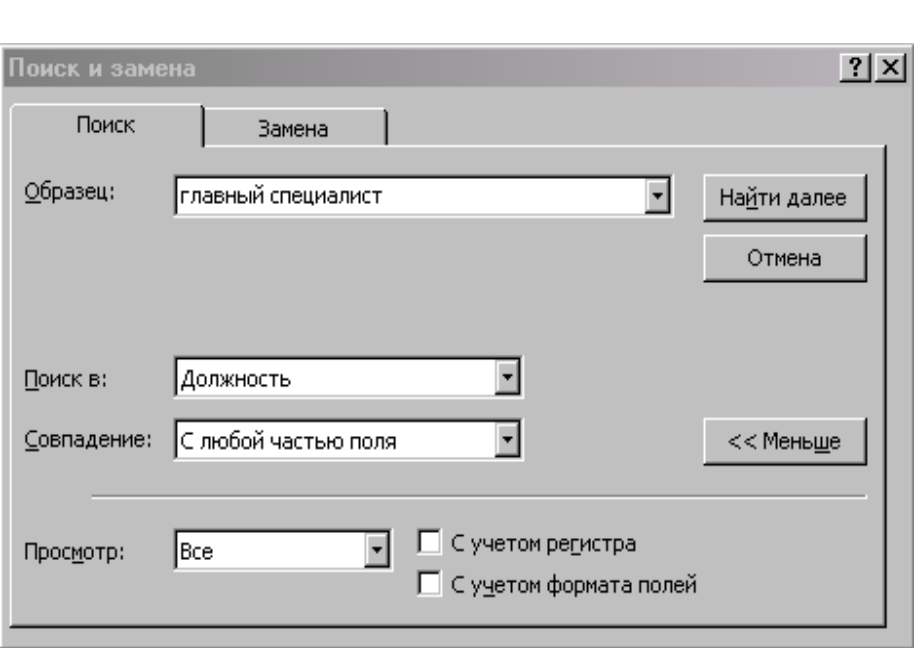 Поиск и замена
Поиск Замена
Образец: главный специалист Найти далее
Отмена
Поиск в: Должность
Совпадение: С любой частью поля << Меньше
Просмотр: Все С учетом регистра
С учетом формата полей